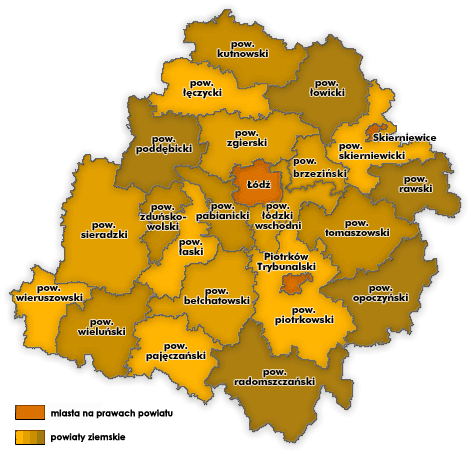 pow.
kutnowski
pow.
łęczycki
pow.
łowicki
pow.
poddębicki
pow.
zgierski
Skierniewice
pow.
skierniewicki
pow.
brzeziński
pow.
rawski
Łódź
pow.
sieradzki
pow.
zduńsko-
wolski
pow.
pabianicki
pow.
łódzki
wschodni
pow.
tomaszowski
pow.
łaski
Piotrków
Trybunalski
pow.
wieruszowski
pow.
bełchatowski
pow.
opoczyński
pow.
wieluński
pow.
piotrkowski
pow.
pajęczański
pow.
radomszczański
miasta na prawach powiatu
powiaty ziemskie